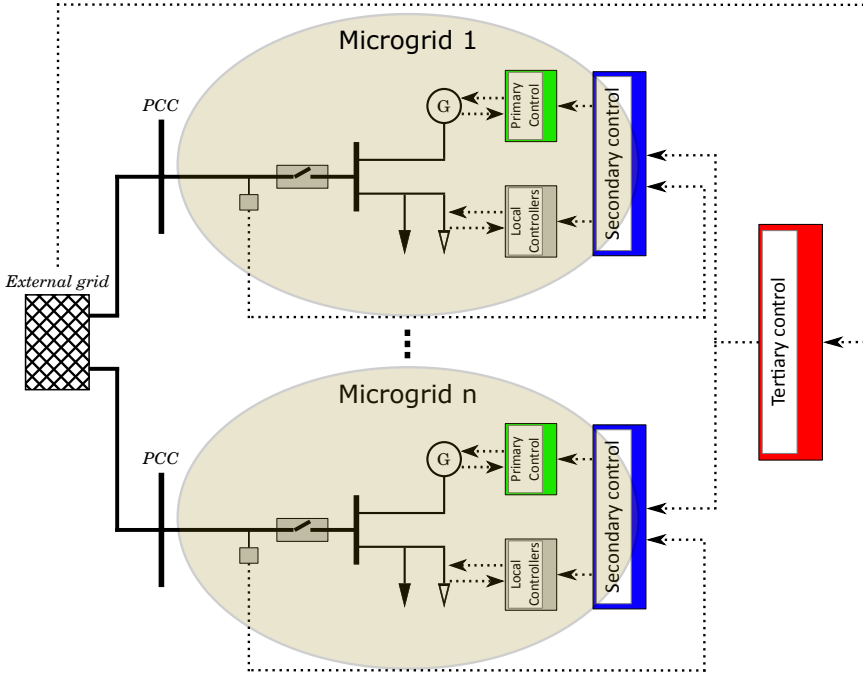 Microgrid 1
PCC
G
Primary
Control
Local
Controllers
Secondary control
External grid
Tertiary control
Microgrid n
PCC
G
Primary
Control
Local
Controllers
Secondary control